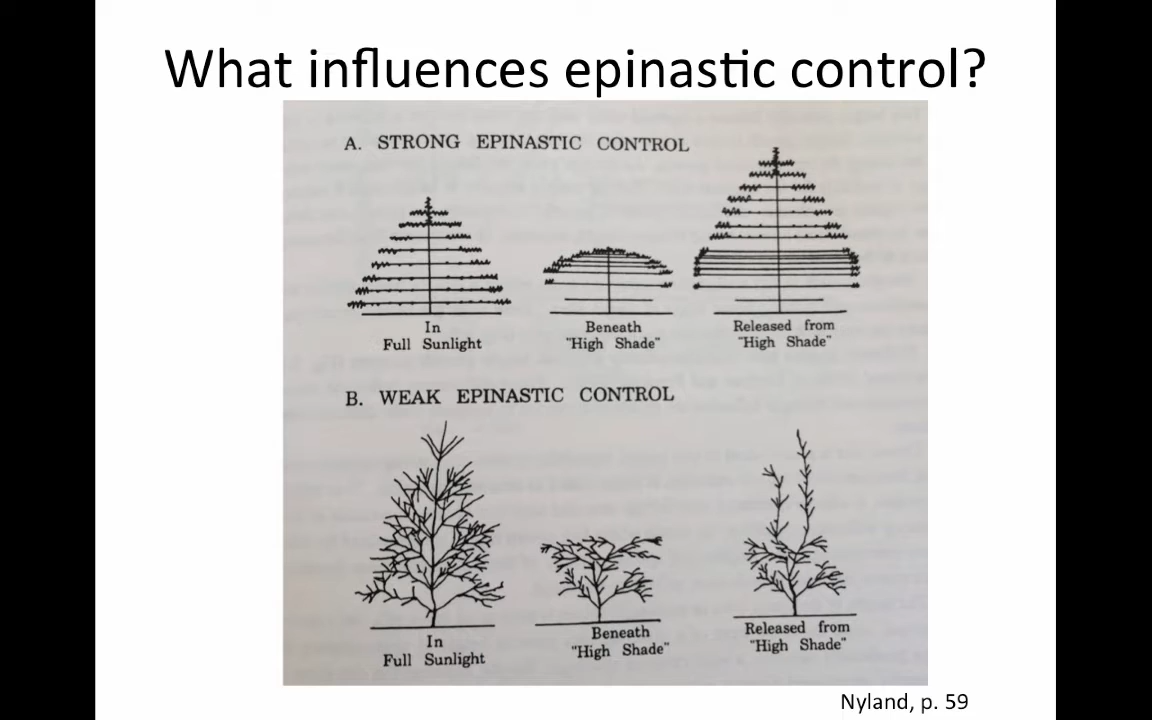 What influences epinastic control?
A. STRONG EPINASTIC CONTROL
In
Full Sunlight
Beneath
"High Shade"
Released from
"High Shade"
B. WEAK EPINASTIC CONTROL
In
Full Sunlight
Beneath
"High Shade"
Released from
"High Shade"
Nyland, p. 59